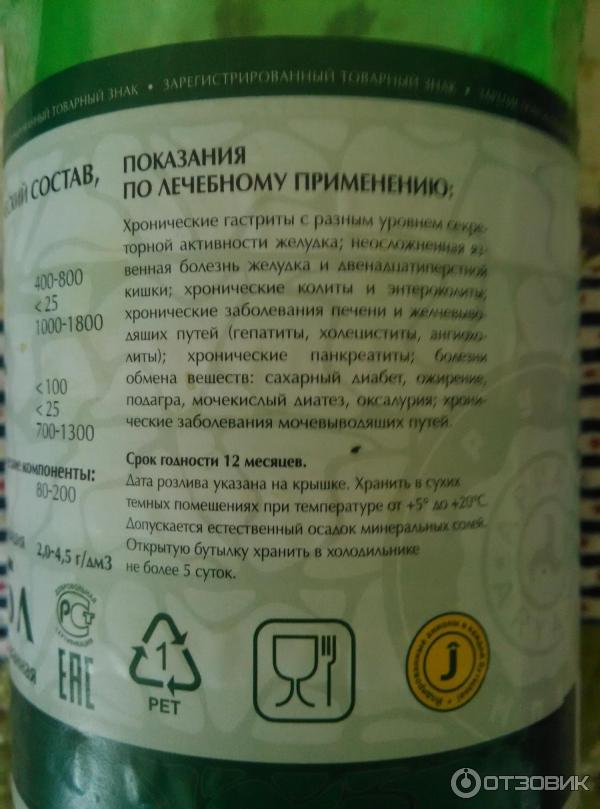 ТОВАРНЫЙ ЗНАК • ЗАРЕГИСТРИРОВАННЫЙ ТОВАРНЫЙ ЗНАК •
СОСТАВ,
400-800
< 25
1000-1800
<100
< 25
700-1300
компоненты:
80-200
2,0-4,5 г/дм3
ПОКАЗАНИЯ
ПО ЛЕЧЕБНОМУ ПРИМЕНЕНИЮ:
Хронические гастриты с разным уровнем секре-
торной активности желудка; неосложненная яз-
венная болезнь желудка и двенадцатиперстной
кишки; хронические колиты и энтероколиты;
хронические заболевания печени и желчевыво-
дящих путей (гепатиты, холециститы, ангиохо-
литы); хронические панкреатиты; болезни
обмена веществ: сахарный диабет, ожирение,
подагра, мочекислый диатез, оксалурия; хрони-
ческие заболевания мочевыводящих путей.
Срок годности 12 месяцев.
Дата розлива указана на крышке. Хранить в сухих
темных помещениях при температуре от +5° до +20°С.
Допускается естественный осадок минеральных солей.
Открытую бутылку хранить в холодильнике
не более 5 суток.
ДОБРОВОЛЬНАЯ
РСТ
СЕРТИФИКАЦИЯ
ЕАС
1
PET
J
ОТЗОВИК